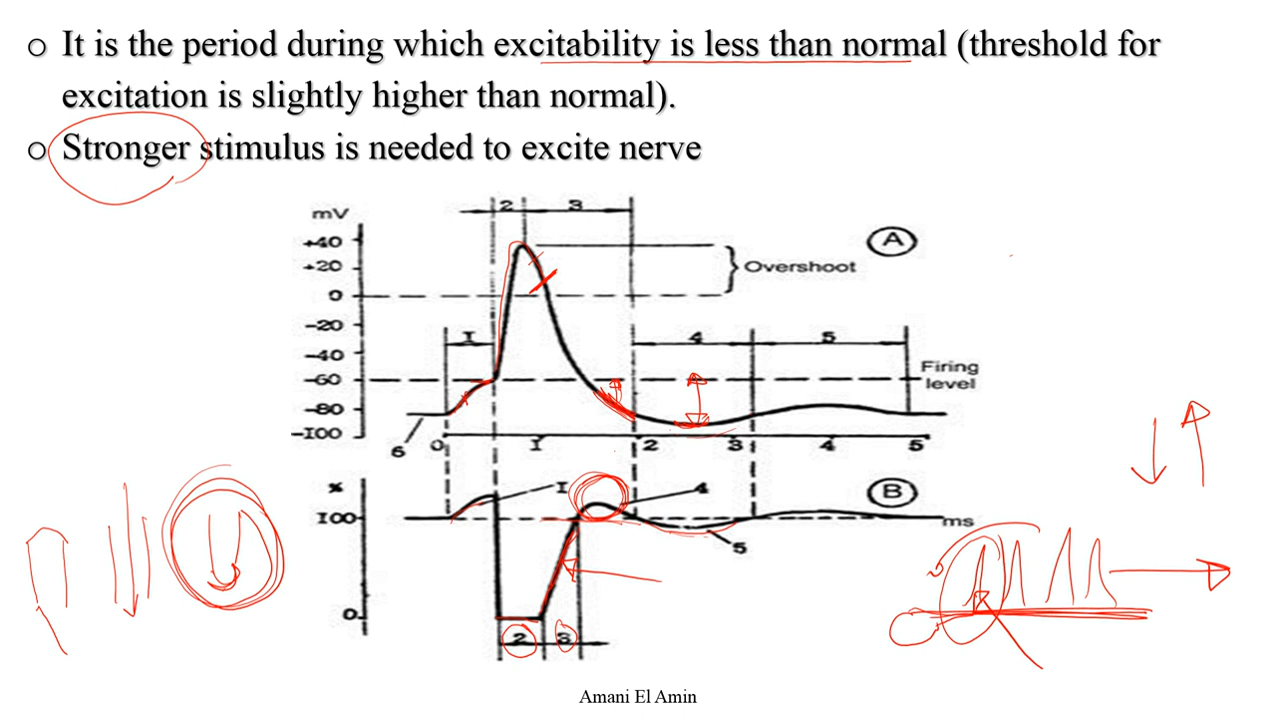 o It is the period during which excitability is less than normal (threshold for
excitation is slightly higher than normal).
o Stronger stimulus is needed to excite nerve
2 3
mV
+40
A
+20
Overshoot
0
-20
I 4 5
-40
Firing
-60
level
-80
-100
6 0 I 2 3 4 5
% I 4 B
100
ms
5
0
2 3
Amani El Amin